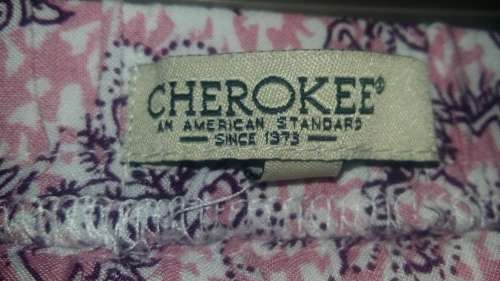 CHEROKEE®
AN AMERICAN STANDARD
SINCE 1973